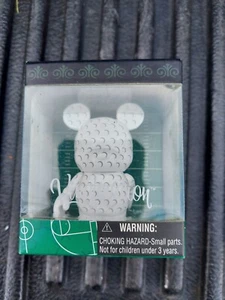 WARNING:
CHOKING HAZARD-Small parts.
Not for children under 3 years.